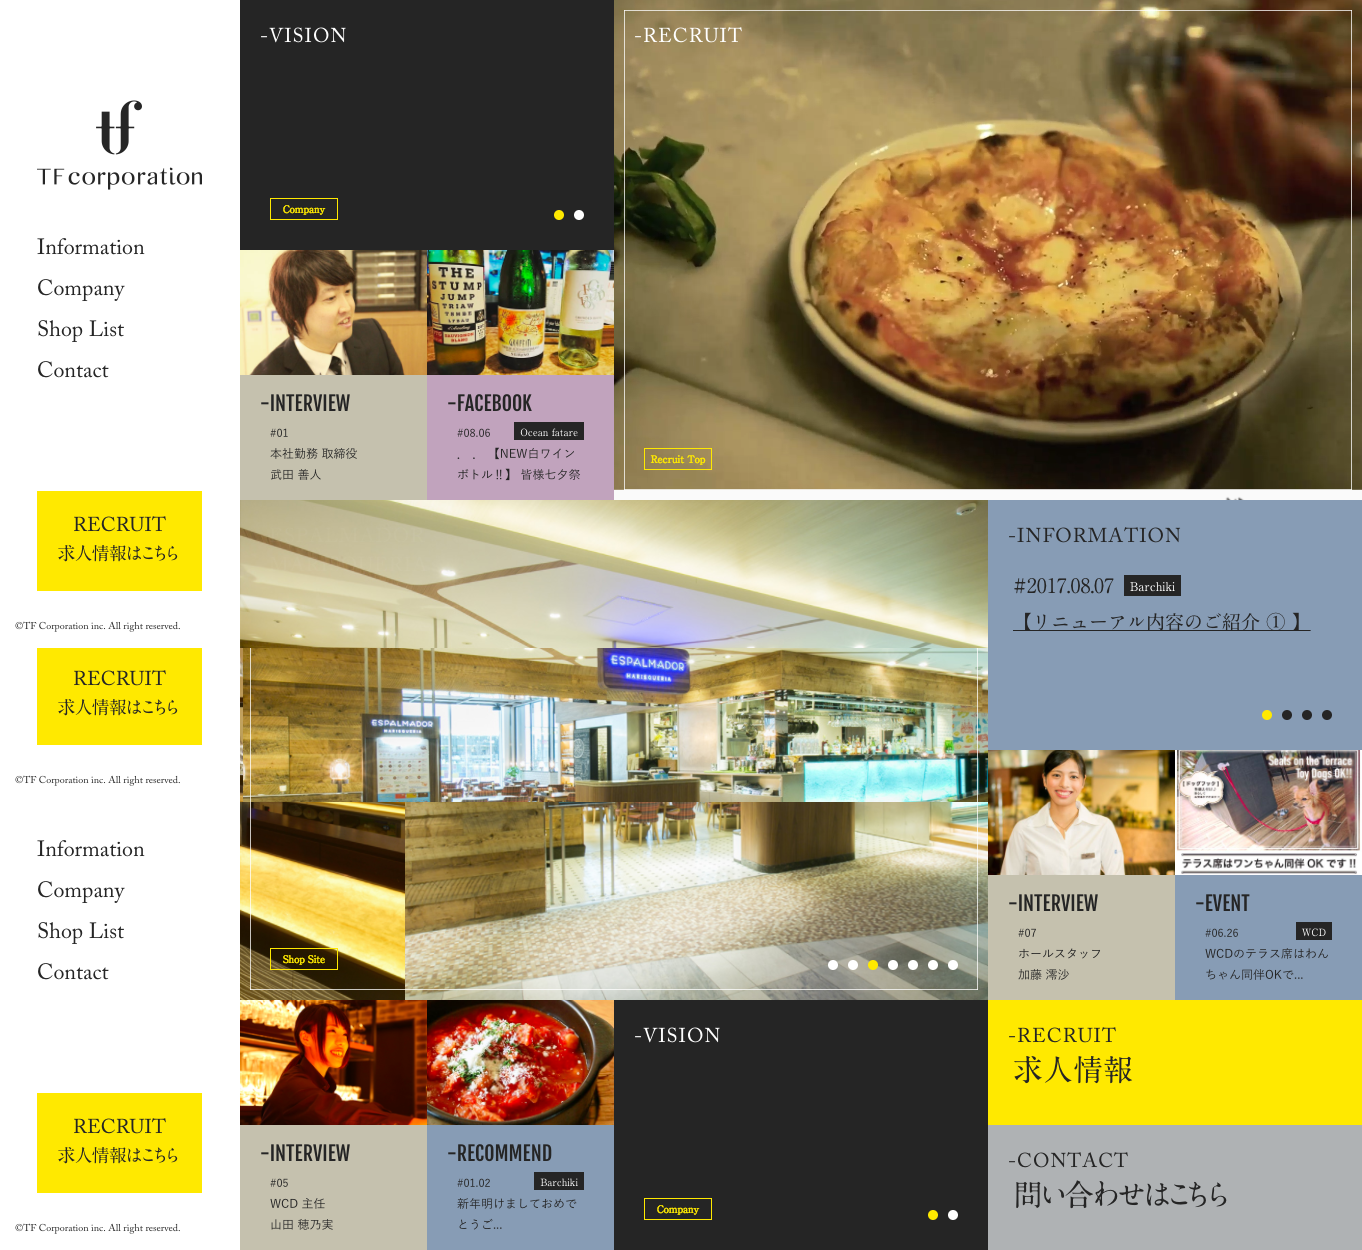 tf
TF corporation
Information
Company
Shop List
Contact
RECRUIT
求人情報はこちら
©TF Corporation inc. All right reserved.
RECRUIT
求人情報はこちら
©TF Corporation inc. All right reserved.
Information
Company
Shop List
Contact
RECRUIT
求人情報はこちら
©TF Corporation inc. All right reserved.
-VISION
Company
-RECRUIT
Recruit Top
THE
STUMP
JUMP
-INTERVIEW
#01
本社勤務 取締役
武田 善人
-FACEBOOK
#08.06
Ocean fatare
. . 【NEW白ワイン
ボトル‼】 皆様七夕祭
ESPALMADOR
MARISQUERIA
ESPALMADOR
MARISQUERIA
Shop Site
-INFORMATION
#2017.08.07
Barchiki
【リニューアル内容のご紹介 ① 】
Seats on the Terrace
Toy Dogs OK!!
【ドッグフック】
テラス席はワンちゃん同伴 OK です !!
-INTERVIEW
#07
ホールスタッフ
加藤 澪沙
-EVENT
#06.26
WCD
WCDのテラス席はわん
ちゃん同伴OKで...
-INTERVIEW
#05
WCD 主任
山田 穂乃実
-RECOMMEND
#01.02
Barchiki
新年明けましておめで
とうご...
-VISION
Company
-RECRUIT
求人情報
-CONTACT
問い合わせはこちら